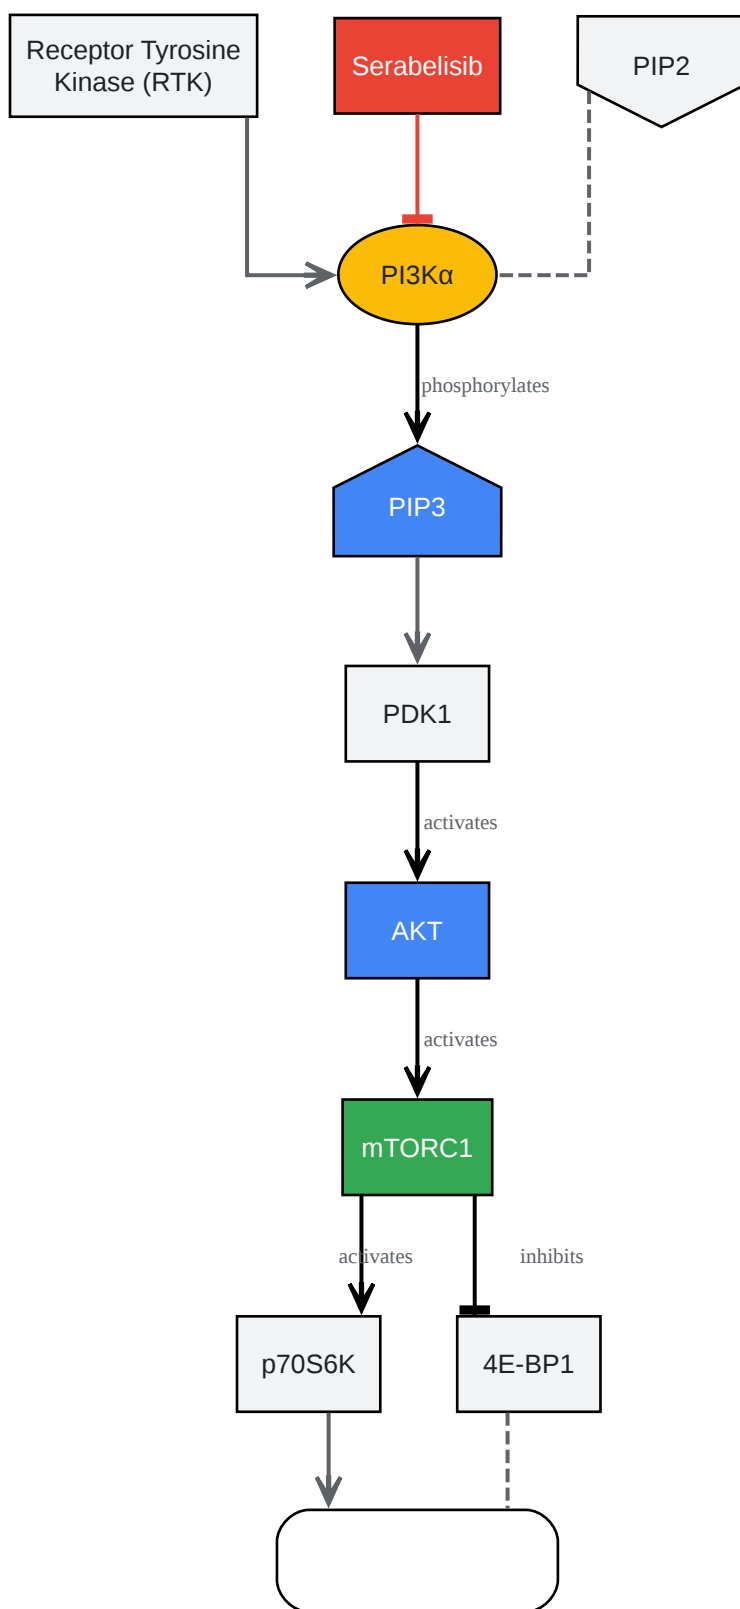 Receptor Tyrosine
Kinase (RTK)
Serabelisib
PIP2
PI3Kα
phosphorylates
PIP3
PDK1
activates
AKT
activates
mTORC1
activates
inhibits
p70S6K
4E-BP1